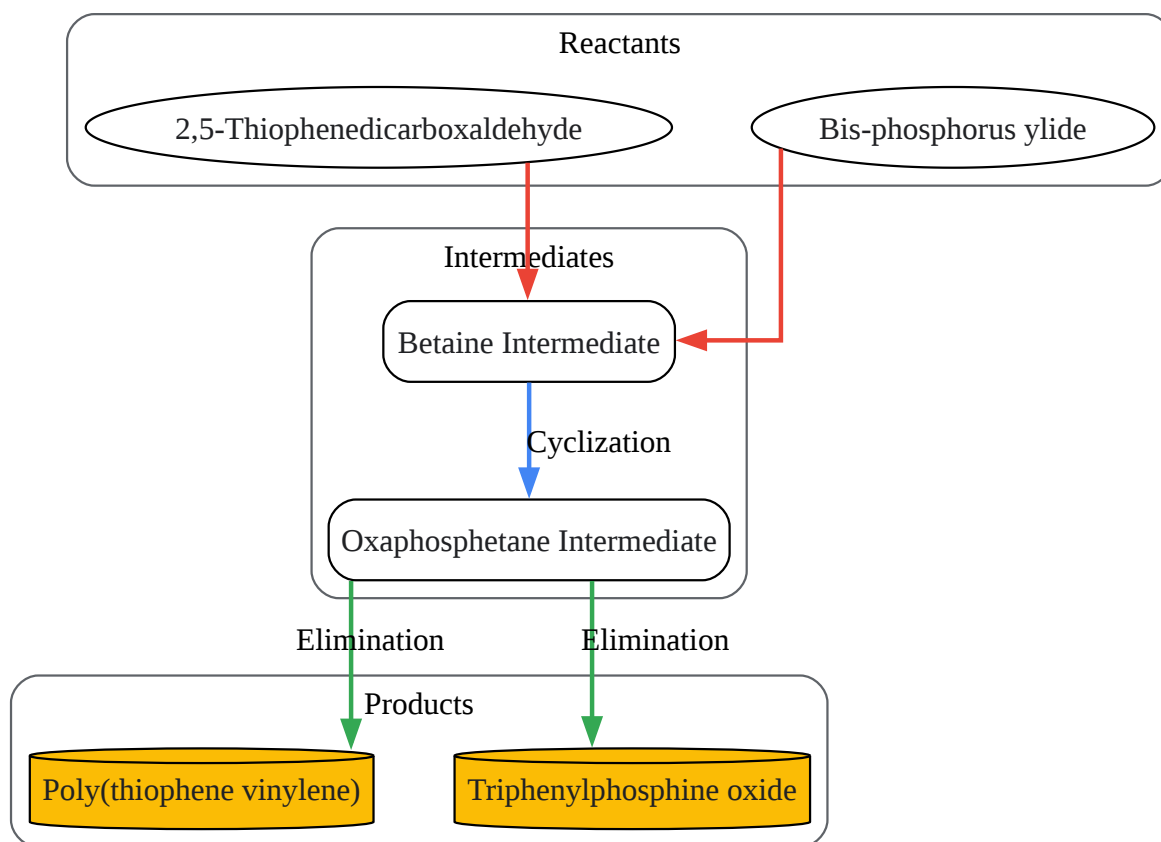 Reactants
2,5-Thiophenedicarboxaldehyde
Bis-phosphorus ylide
Intermediates
Betaine Intermediate
Cyclization
Oxaphosphetane Intermediate
Elimination
Elimination
Products
Poly(thiophene vinylene)
Triphenylphosphine oxide